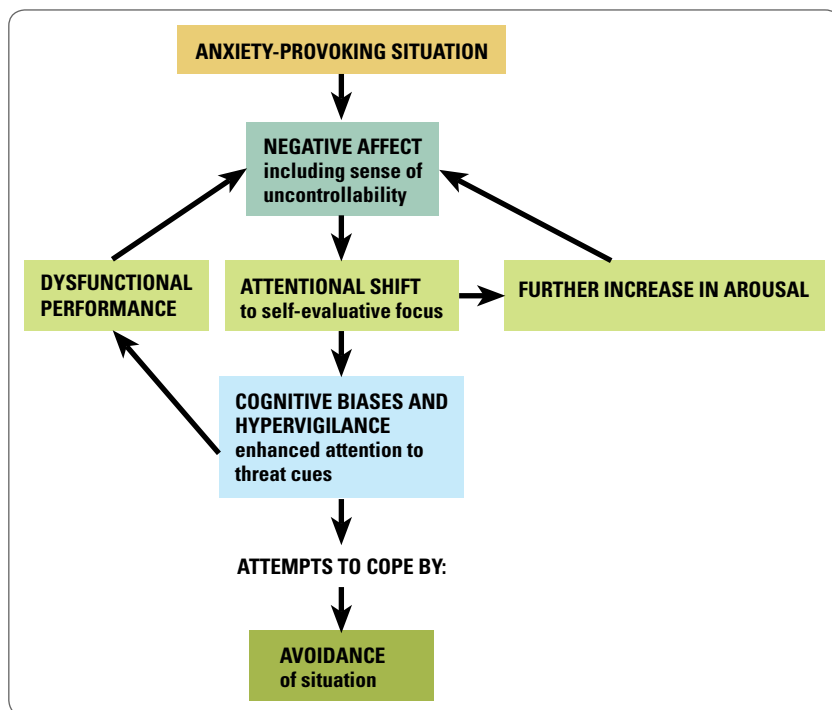 ANXIETY-PROVOKING SITUATION
NEGATIVE AFFECT
including sense of
uncontrollability
DYSFUNCTIONAL
PERFORMANCE
ATTENTIONAL SHIFT
to self-evaluative focus
FURTHER INCREASE IN AROUSAL
COGNITIVE BIASES AND
HYPERVIGILANCE
enhanced attention to
threat cues
ATTEMPTS TO COPE BY:
AVOIDANCE
of situation